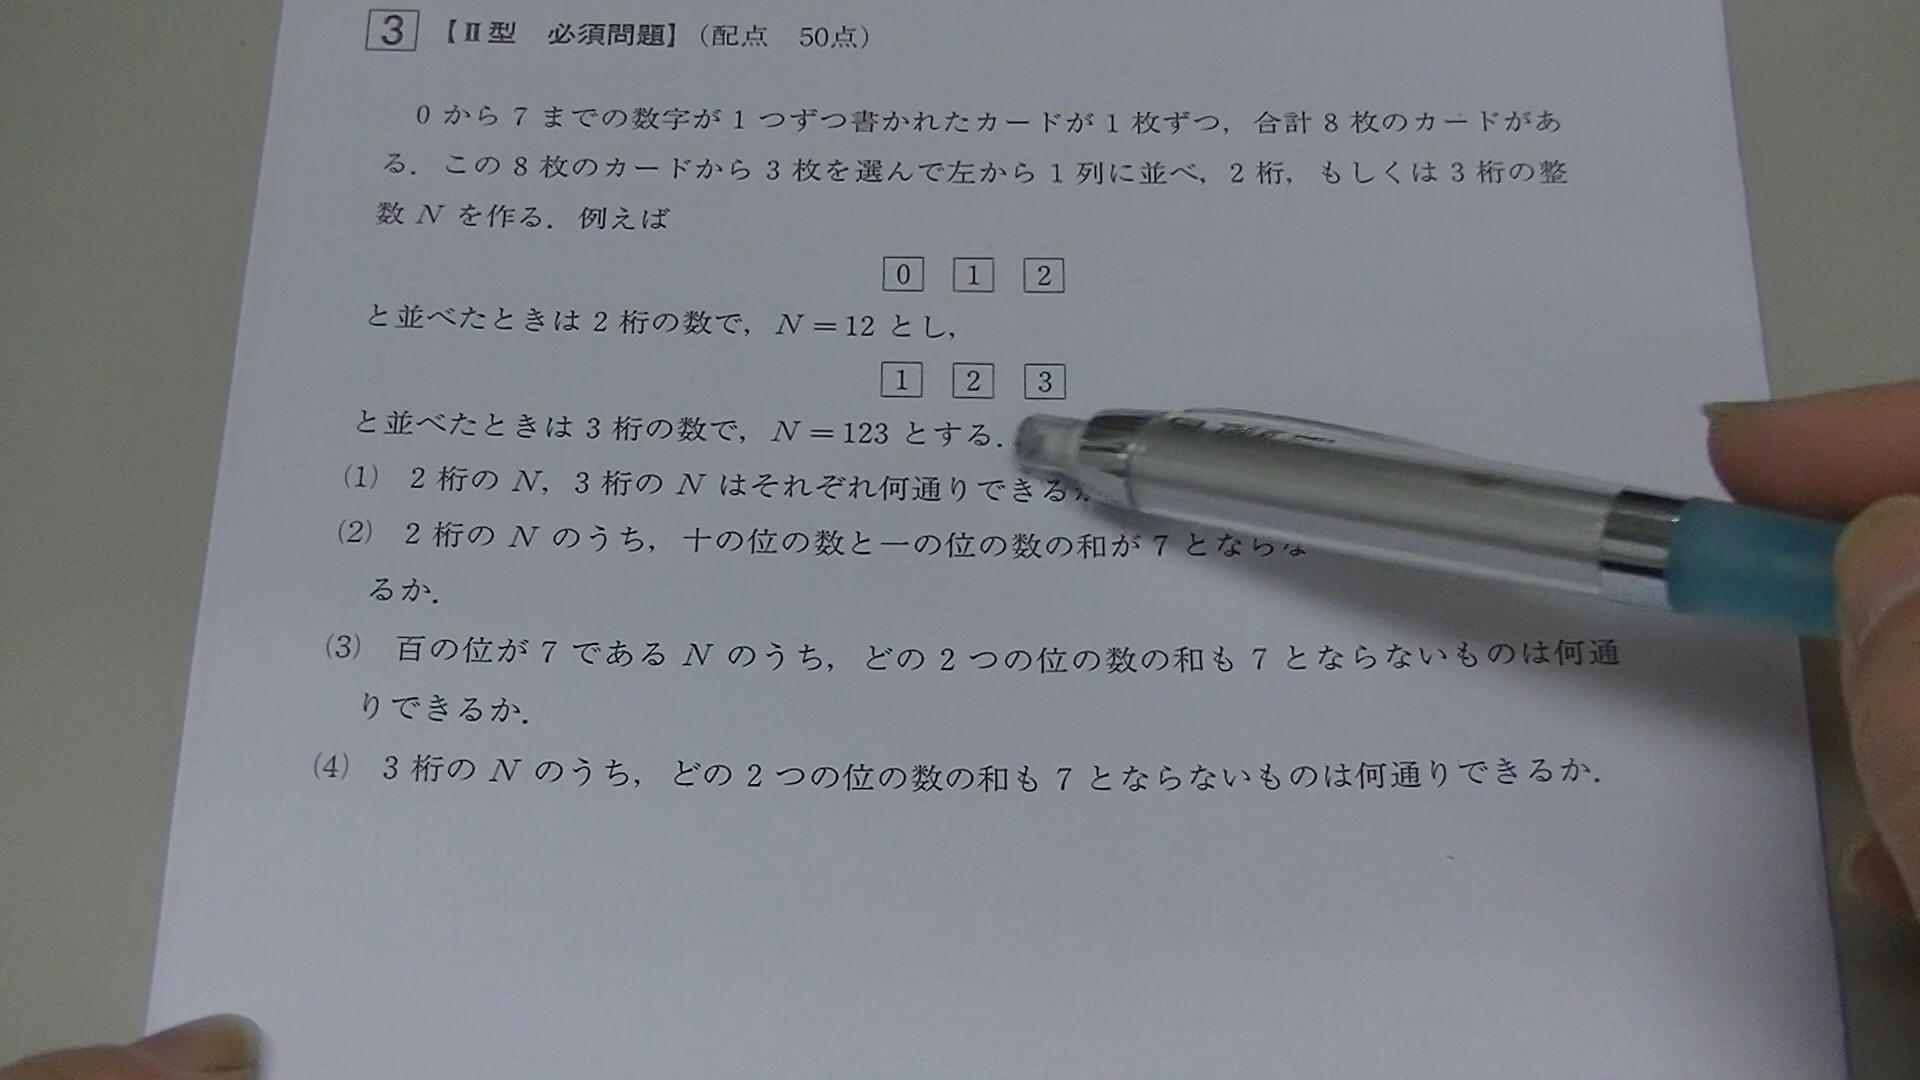 3 【Ⅱ型 必須問題】(配点 50点)
0 から 7 までの数字が 1 つずつ書かれたカードが 1 枚ずつ, 合計 8 枚のカードがあ
る. この 8 枚のカードから 3 枚を選んで左から 1 列に並べ, 2 桁, もしくは 3 桁の整
数 N を作る. 例えば
0 1 2
と並べたときは 2 桁の数で, N=12 とし,
1 2 3
と並べたときは 3 桁の数で, N=123 とする.
(1) 2 桁の N, 3 桁の N はそれぞれ何通りできる
(2) 2 桁の N のうち, 十の位の数と一の位の数の和が 7 とならな
るか.
(3) 百の位が 7 である N のうち, どの 2 つの位の数の和も 7 とならないものは何通
りできるか.
(4) 3 桁の N のうち, どの 2 つの位の数の和も 7 とならないものは何通りできるか.